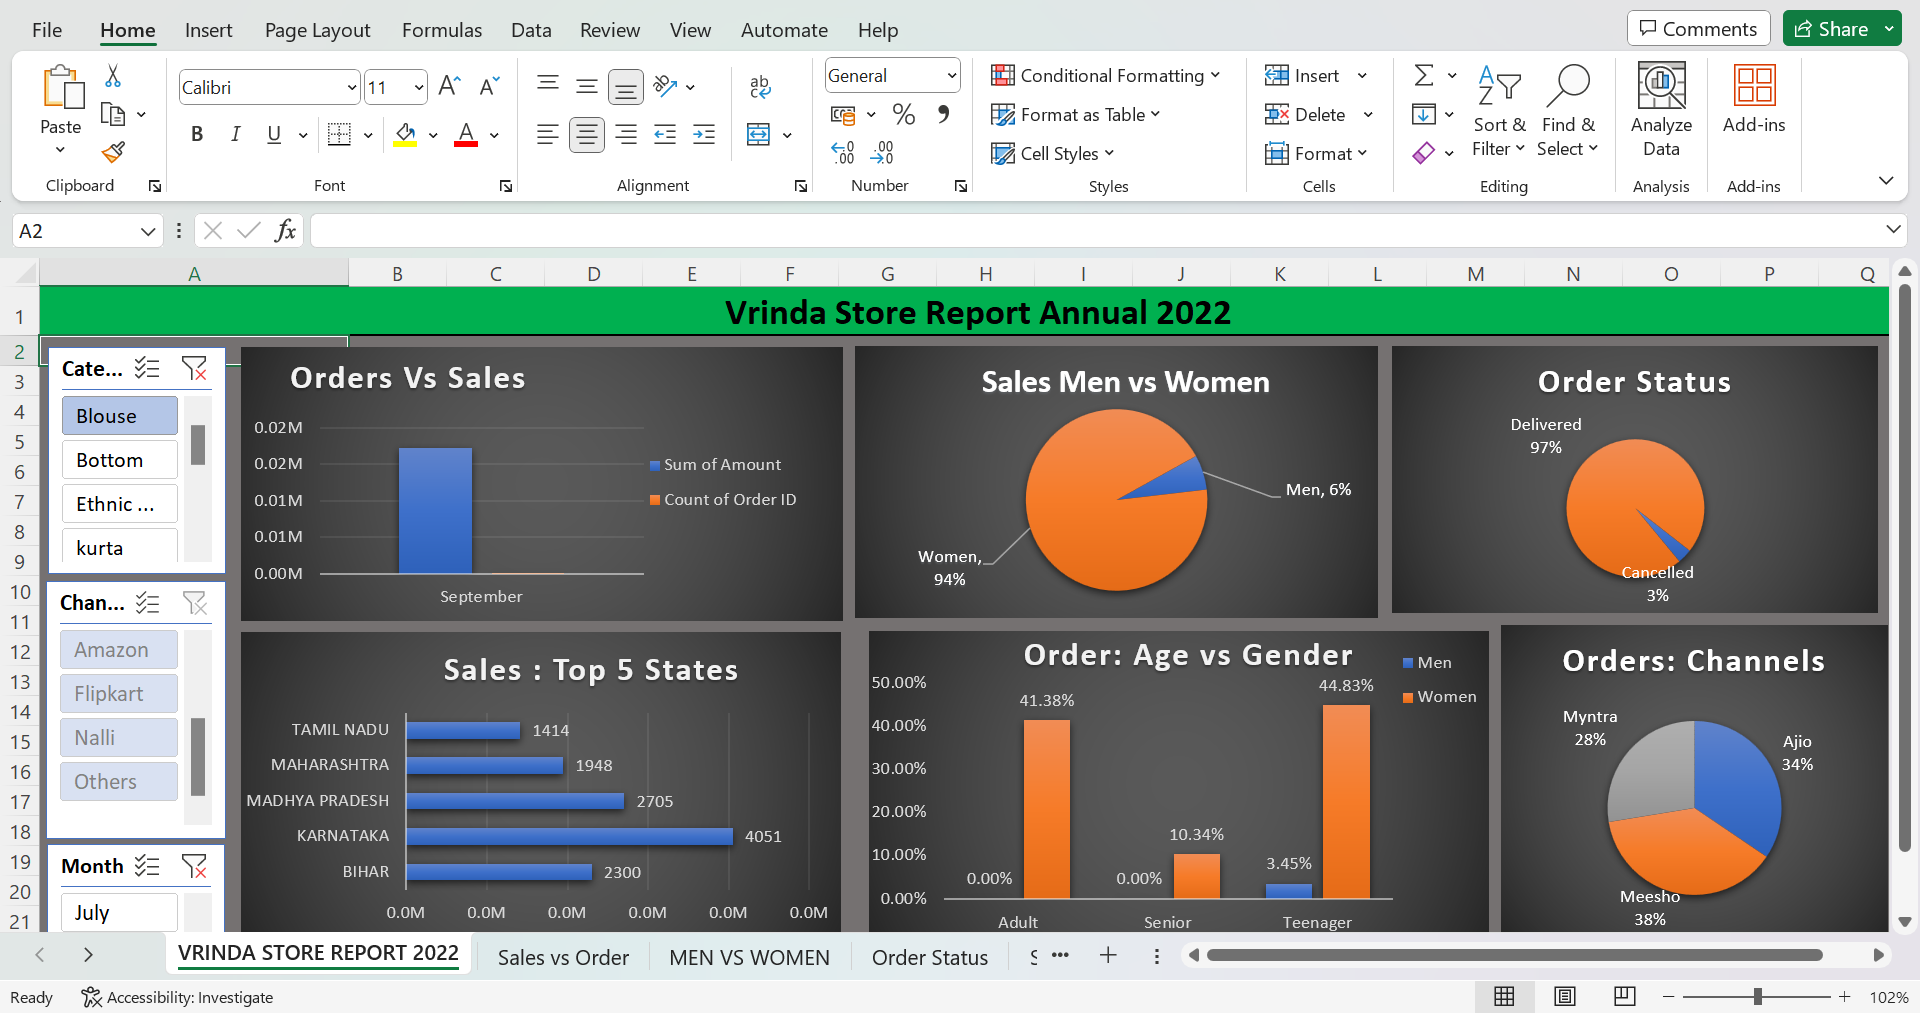 File Home Insert Page Layout Formulas Data Review View Automate Help Comments Share
Calibri 11 General
Paste
B I U A
ab
c
% 
Conditional Formatting
Format as Table
Cell Styles
Insert
Delete
Format
Sort &
Filter
Find &
Select
Analyze
Data
Add-ins
Clipboard Font Alignment Number Styles Cells Editing Analysis Add-ins
A2 fx
A B C D E F G H I J K L M N O P Q
1
2
3
4
5
6
7
8
9
10
11
12
13
14
15
16
17
18
19
20
21
Vrinda Store Report Annual 2022
Cate...
Blouse
Bottom
Ethnic ...
kurta
Chan...
Amazon
Flipkart
Nalli
Others
Month
July
Orders Vs Sales
0.02M
0.02M
0.01M
0.01M
0.00M
September
Sum of Amount
Count of Order ID
Sales Men vs Women
Men, 6%
Women,
94%
Order Status
Delivered
97%
Cancelled
3%
Sales : Top 5 States
TAMIL NADU 1414
MAHARASHTRA 1948
MADHYA PRADESH 2705
KARNATAKA 4051
BIHAR 2300
0.0M 0.0M 0.0M 0.0M 0.0M 0.0M
Order: Age vs Gender
Men
Women
50.00%
40.00%
30.00%
20.00%
10.00%
0.00%
0.00% 41.38%
0.00% 10.34%
3.45% 44.83%
Adult Senior Teenager
Orders: Channels
Myntra
28%
Ajio
34%
Meesho
38%
VRINDA STORE REPORT 2022 Sales vs Order MEN VS WOMEN Order Status S ...
Ready Accessibility: Investigate 102%